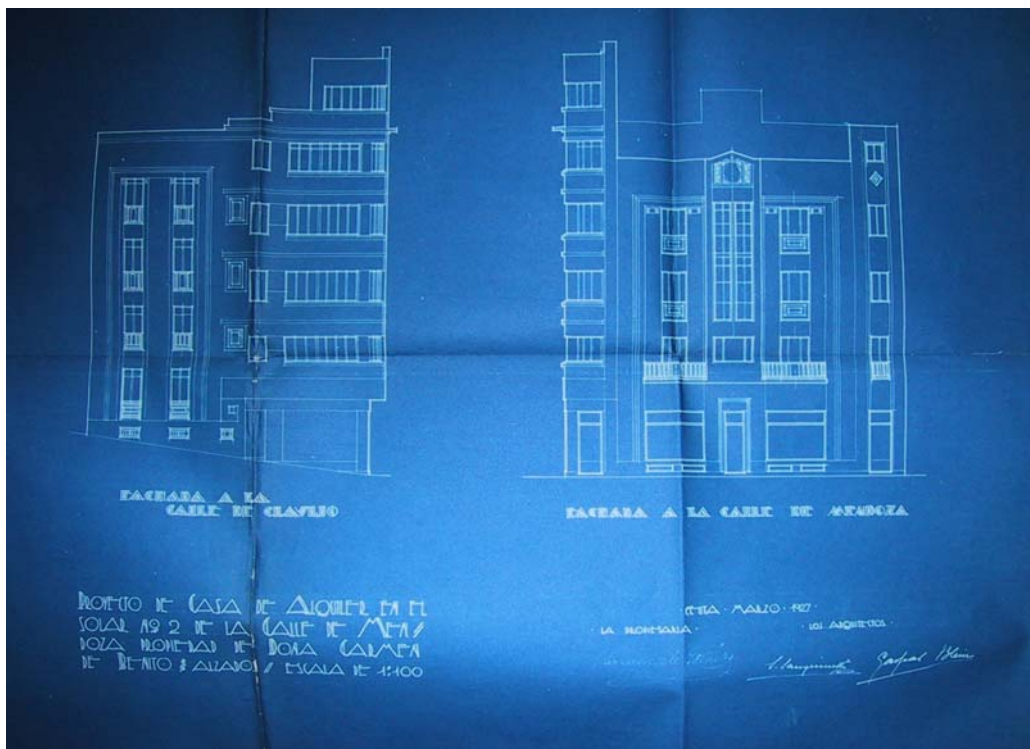 FACHADA A LA
CALLE DE CLAVIJO
FACHADA A LA CALLE DE MENDOZA
PROYECTO DE CASA DE ALQUILER EN EL
SOLAR Nº 2 DE LA CALLE DE MEN//
DOZA PROPIEDAD DE DOÑA CARMEN
DE BENITO // ALZADOS // ESCALA DE 1:100
· CEUTA · MARZO · 1927 ·
· LA PROPIETARIA ·
· LOS ARQUITECTOS ·